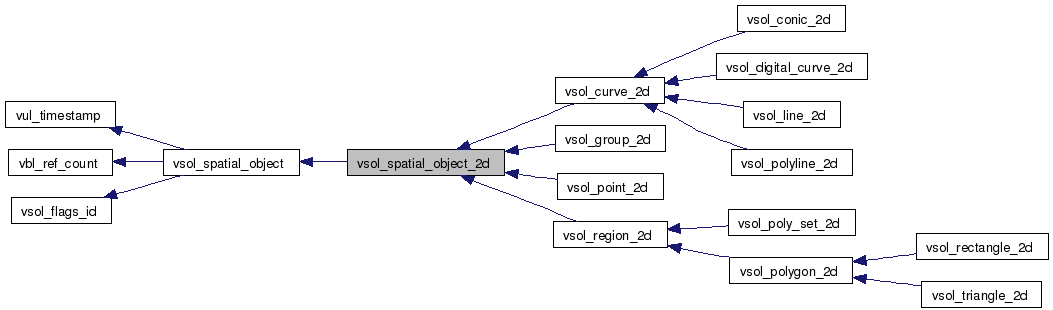 vul_timestamp
vbl_ref_count
vsol_flags_id
vsol_spatial_object
vsol_spatial_object_2d
vsol_curve_2d
vsol_group_2d
vsol_point_2d
vsol_region_2d
vsol_conic_2d
vsol_digital_curve_2d
vsol_line_2d
vsol_polyline_2d
vsol_poly_set_2d
vsol_polygon_2d
vsol_rectangle_2d
vsol_triangle_2d